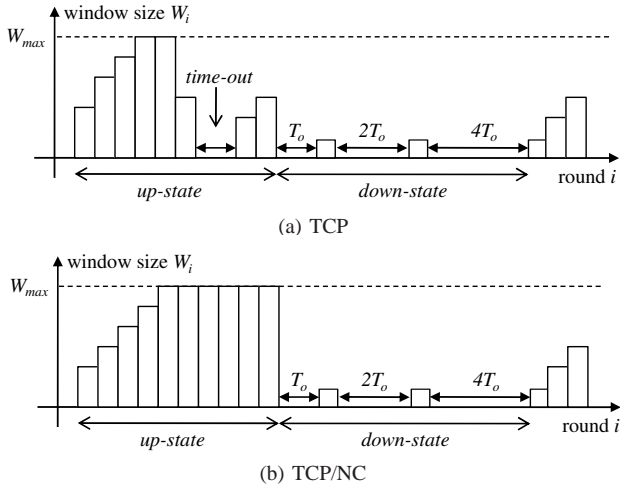 window size W_i
W_max
time-out
T_o
2T_o
4T_o
up-state
down-state
round i
(a) TCP
window size W_i
W_max
T_o
2T_o
4T_o
up-state
down-state
round i
(b) TCP/NC